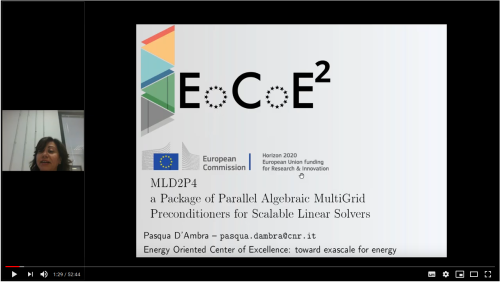 EoCoE2
European
Commission
Horizon 2020
European Union funding
for Research & Innovation
MLD2P4
a Package of Parallel Algebraic MultiGrid
Preconditioners for Scalable Linear Solvers
Pasqua D'Ambra – pasqua.dambra@cnr.it
Energy Oriented Center of Excellence: toward exascale for energy
1:29 / 52:44